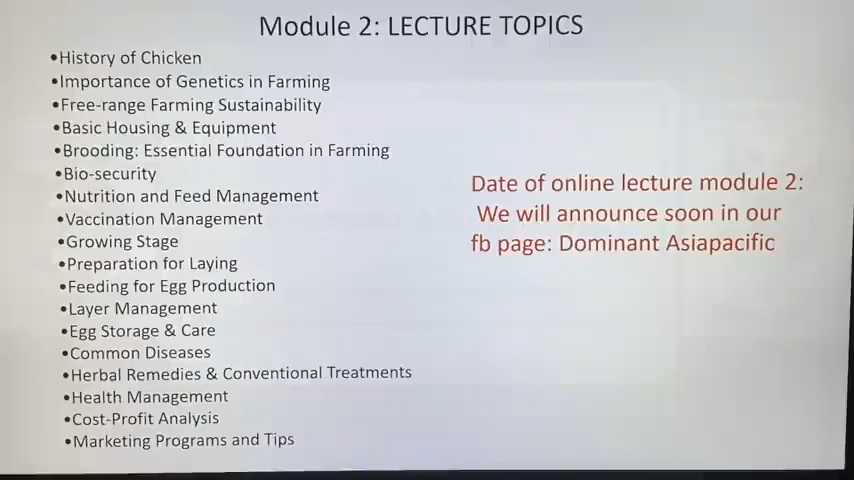 Module 2: LECTURE TOPICS
•History of Chicken
•Importance of Genetics in Farming
•Free-range Farming Sustainability
•Basic Housing & Equipment
•Brooding: Essential Foundation in Farming
•Bio-security
•Nutrition and Feed Management
•Vaccination Management
•Growing Stage
•Preparation for Laying
•Feeding for Egg Production
•Layer Management
•Egg Storage & Care
•Common Diseases
•Herbal Remedies & Conventional Treatments
•Health Management
•Cost-Profit Analysis
•Marketing Programs and Tips
Date of online lecture module 2:
We will announce soon in our
fb page: Dominant Asiapacific